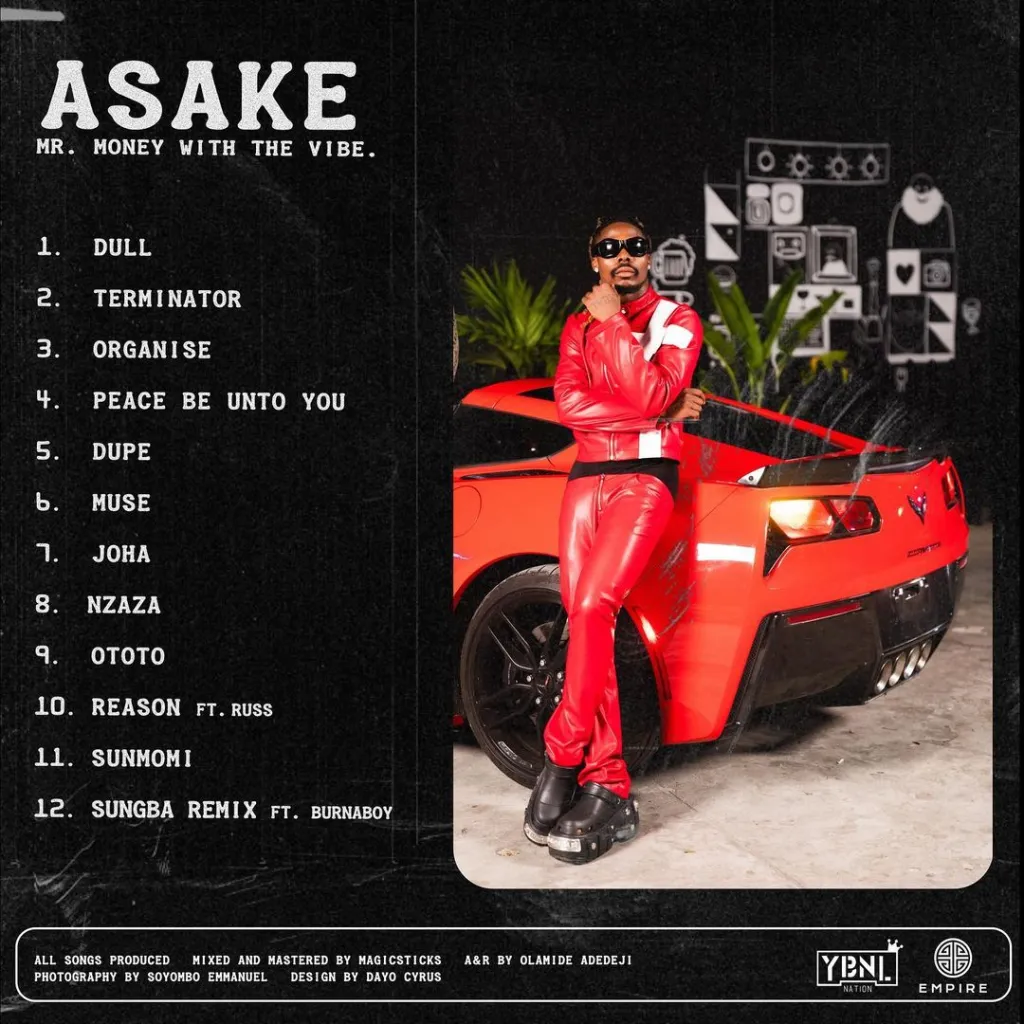 ASAKE
MR. MONEY WITH THE VIBE.
1. DULL
2. TERMINATOR
3. ORGANISE
4. PEACE BE UNTO YOU
5. DUPE
6. MUSE
7. JOHA
8. NZAZA
9. OTOTO
10. REASON FT. RUSS
11. SUNMOMI
12. SUNGBA REMIX FT. BURNABOY
ALL SONGS PRODUCED MIXED AND MASTERED BY MAGICSTICKS A&R BY OLAMIDE ADEDEJI
PHOTOGRAPHY BY SOYOMBO EMMANUEL DESIGN BY DAYO CYRUS
YBNL
NATION
EMPIRE